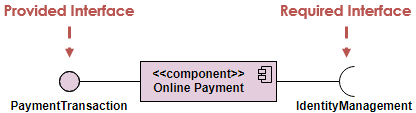 Provided Interface
Required Interface
<<component>>
Online Payment
PaymentTransaction
IdentityManagement